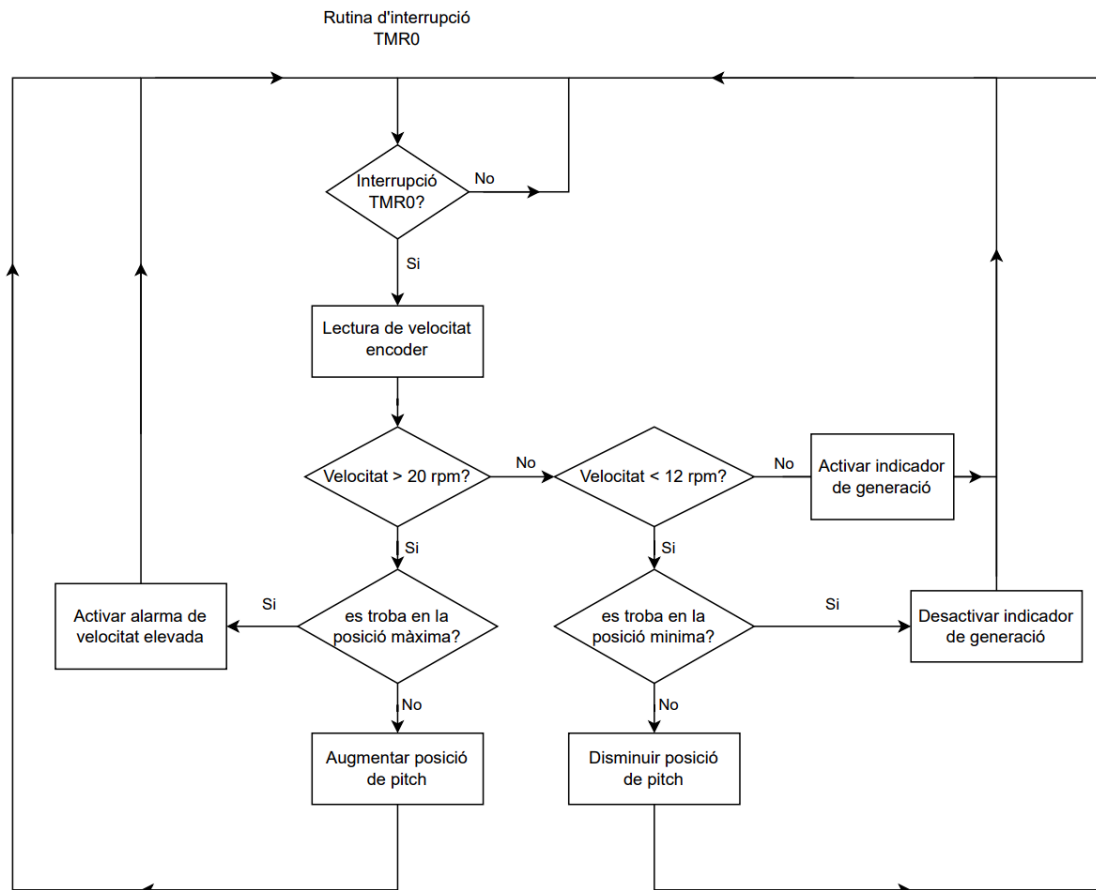 Rutina d'interrupció
TMR0
Interrupció
TMR0?
No
Si
Lectura de velocitat
encoder
Velocitat > 20 rpm?
No
Velocitat < 12 rpm?
No
Activar indicador
de generació
Si
Si
Activar alarma de
velocitat elevada
Si
es troba en la
posició màxima?
es troba en la
posició minima?
Si
Desactivar indicador
de generació
No
No
Augmentar posició
de pitch
Disminuir posició
de pitch